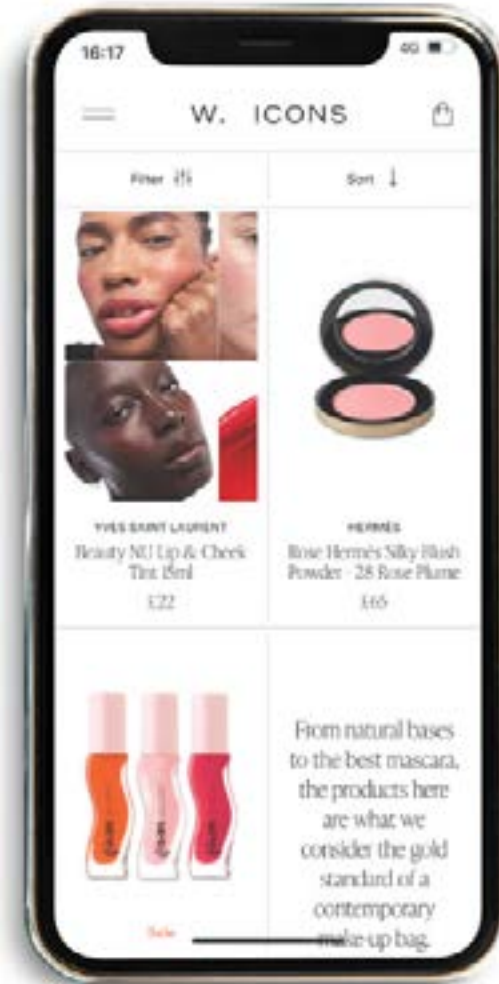 16:17
4G
W. ICONS
Filter
Sort
YVES SAINT LAURENT
Beauty NU Lip & Cheek
Tint 15ml
£22
HERMÈS
Rose Hermès Silky Blush
Powder - 28 Rose Plume
£65
Sale
From natural bases
to the best mascara,
the products here
are what we
consider the gold
standard of a
contemporary
make-up bag.